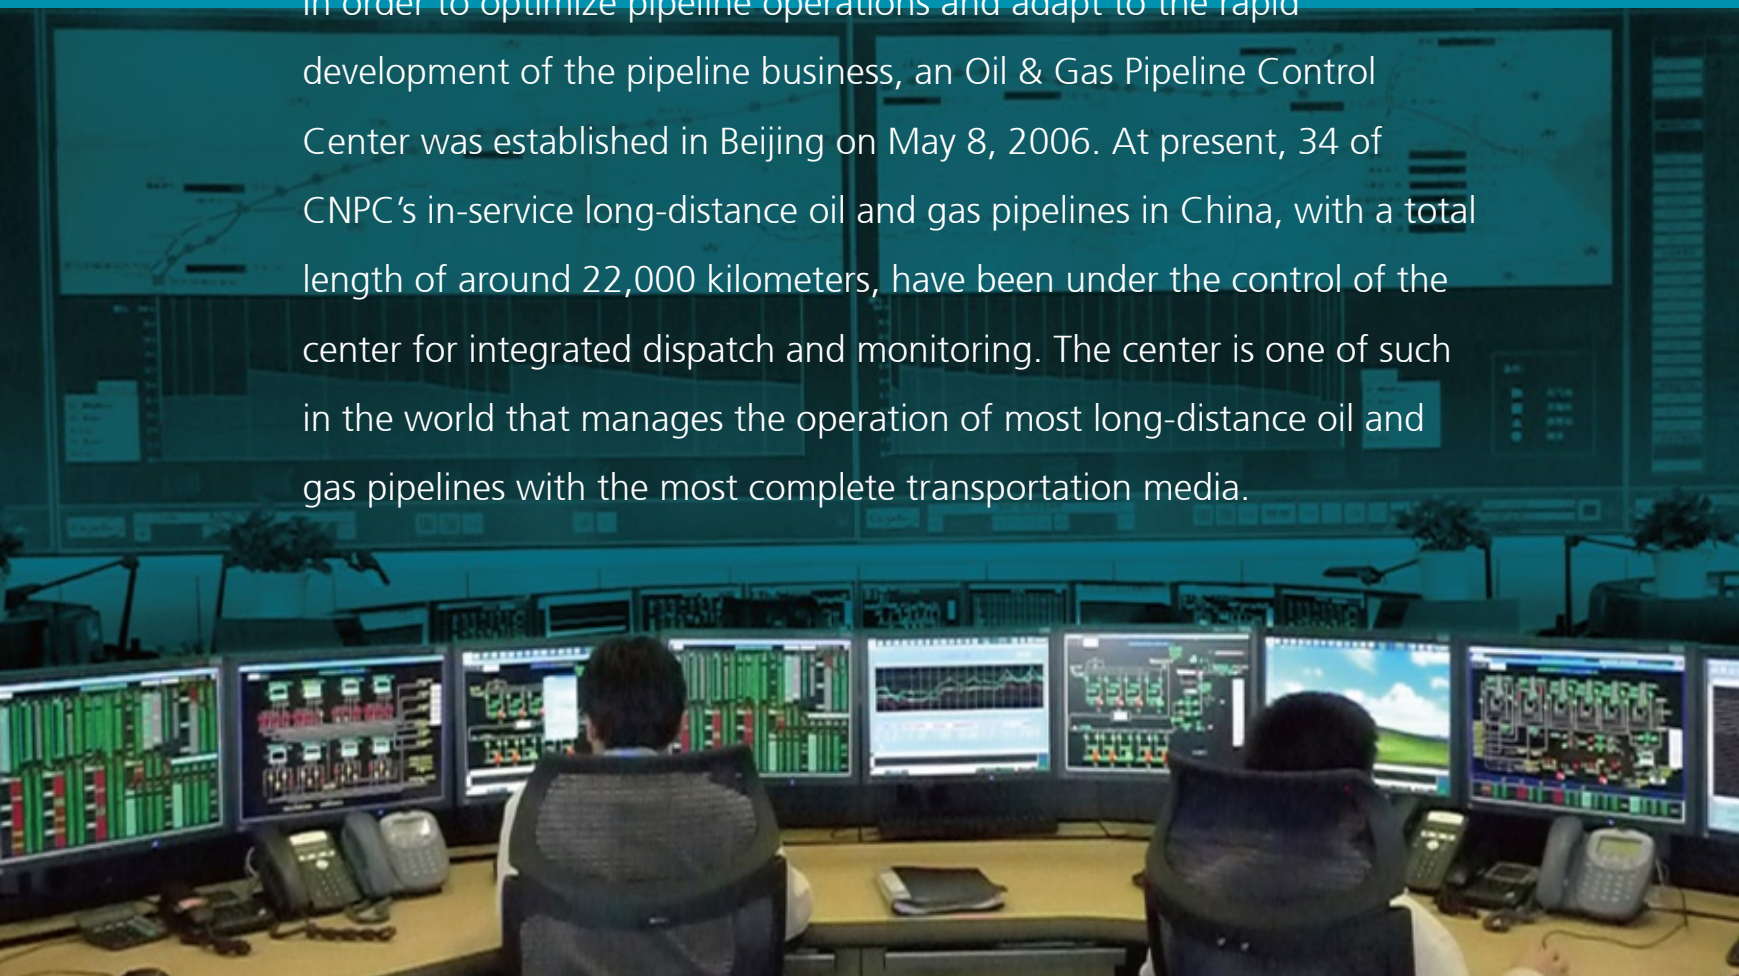 in order to optimize pipeline operations and adapt to the rapid
development of the pipeline business, an Oil & Gas Pipeline Control
Center was established in Beijing on May 8, 2006. At present, 34 of
CNPC’s in-service long-distance oil and gas pipelines in China, with a total
length of around 22,000 kilometers, have been under the control of the
center for integrated dispatch and monitoring. The center is one of such
in the world that manages the operation of most long-distance oil and
gas pipelines with the most complete transportation media.